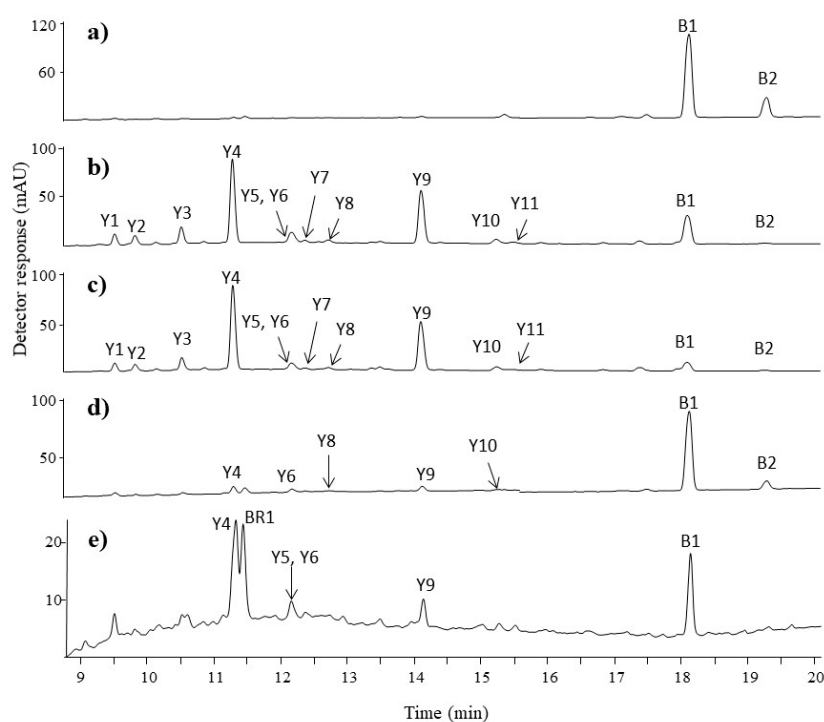 Detector response (mAU)
a)
120
60
B1
B2
b)
100
50
Y1
Y2
Y3
Y4
Y5, Y6
Y7
Y8
Y9
Y10
Y11
B1
B2
c)
100
50
Y1
Y2
Y3
Y4
Y5, Y6
Y7
Y8
Y9
Y10
Y11
B1
B2
d)
100
50
Y4
Y6
Y8
Y9
Y10
B1
B2
e)
20
10
Y4
BR1
Y5, Y6
Y9
B1
9 10 11 12 13 14 15 16 17 18 19 20
Time (min)